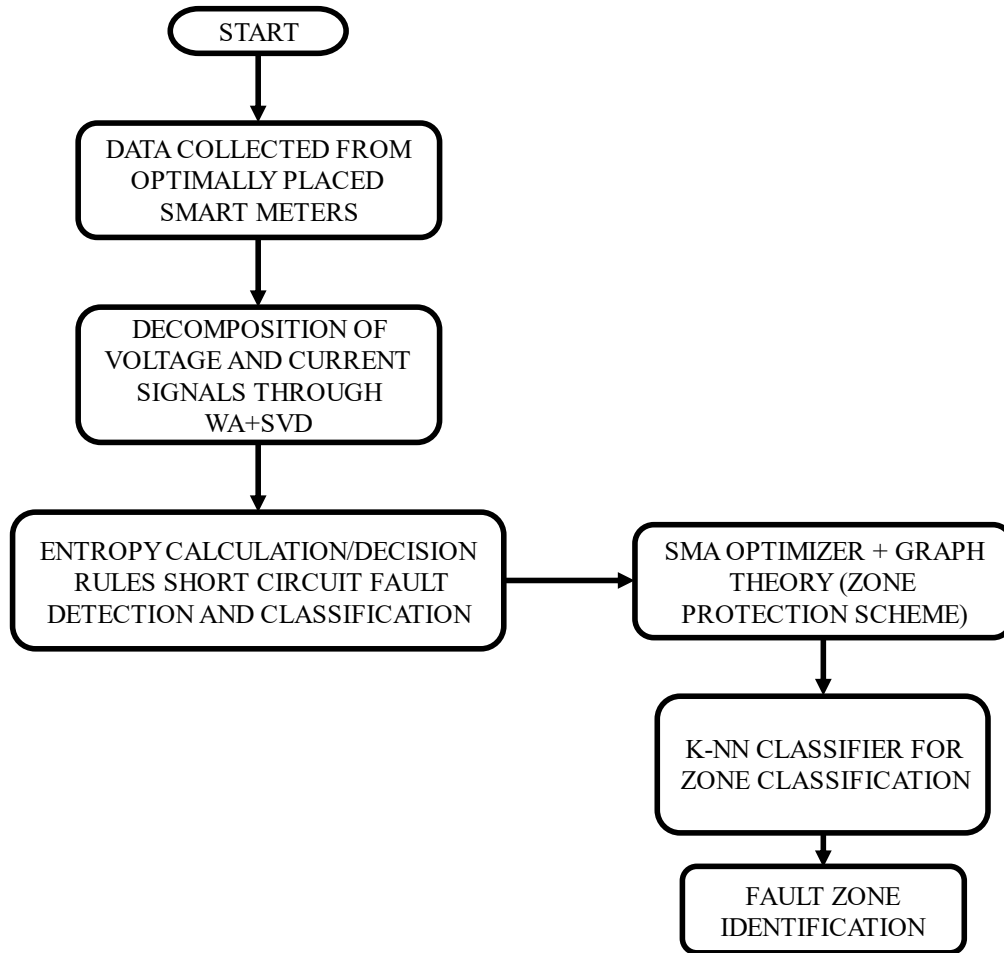 START
DATA COLLECTED FROM
OPTIMALLY PLACED
SMART METERS
DECOMPOSITION OF
VOLTAGE AND CURRENT
SIGNALS THROUGH
WA+SVD
ENTROPY CALCULATION/DECISION
RULES SHORT CIRCUIT FAULT
DETECTION AND CLASSIFICATION
SMA OPTIMIZER + GRAPH
THEORY (ZONE
PROTECTION SCHEME)
K-NN CLASSIFIER FOR
ZONE CLASSIFICATION
FAULT ZONE
IDENTIFICATION